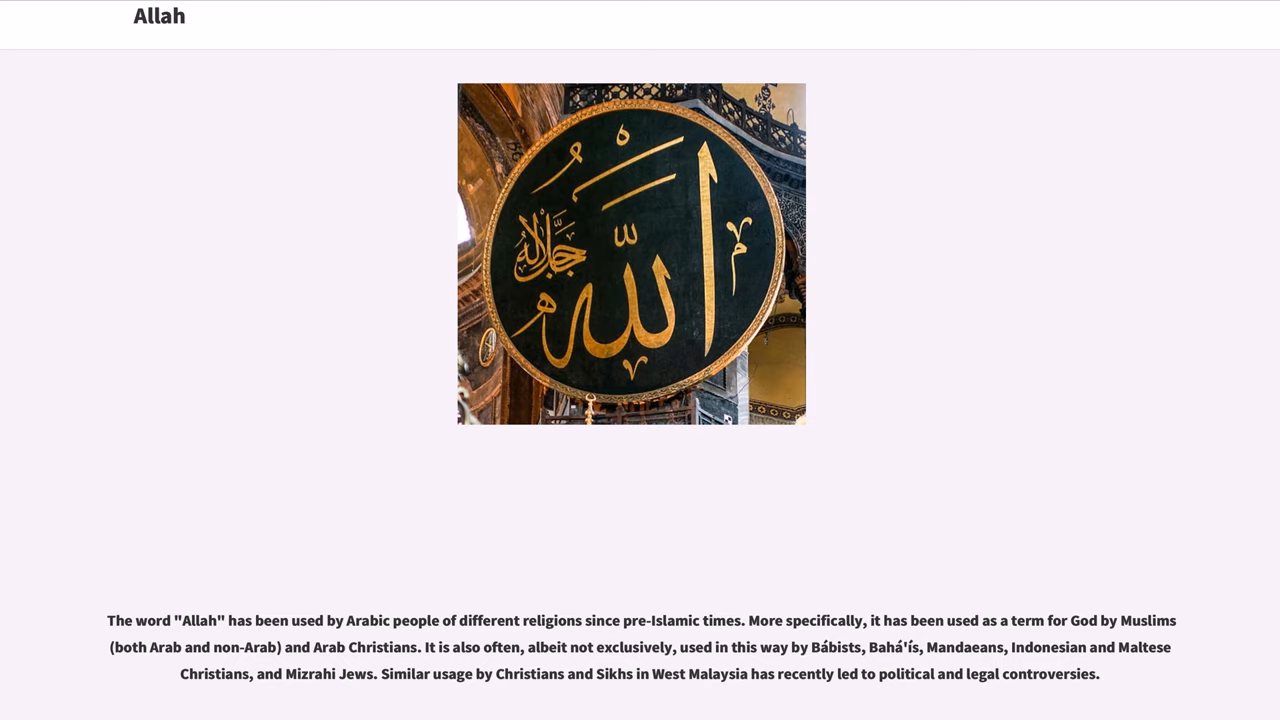 Allah
الله
جل جلاله
The word "Allah" has been used by Arabic people of different religions since pre-Islamic times. More specifically, it has been used as a term for God by Muslims
(both Arab and non-Arab) and Arab Christians. It is also often, albeit not exclusively, used in this way by Bábists, Bahá'ís, Mandaeans, Indonesian and Maltese
Christians, and Mizrahi Jews. Similar usage by Christians and Sikhs in West Malaysia has recently led to political and legal controversies.